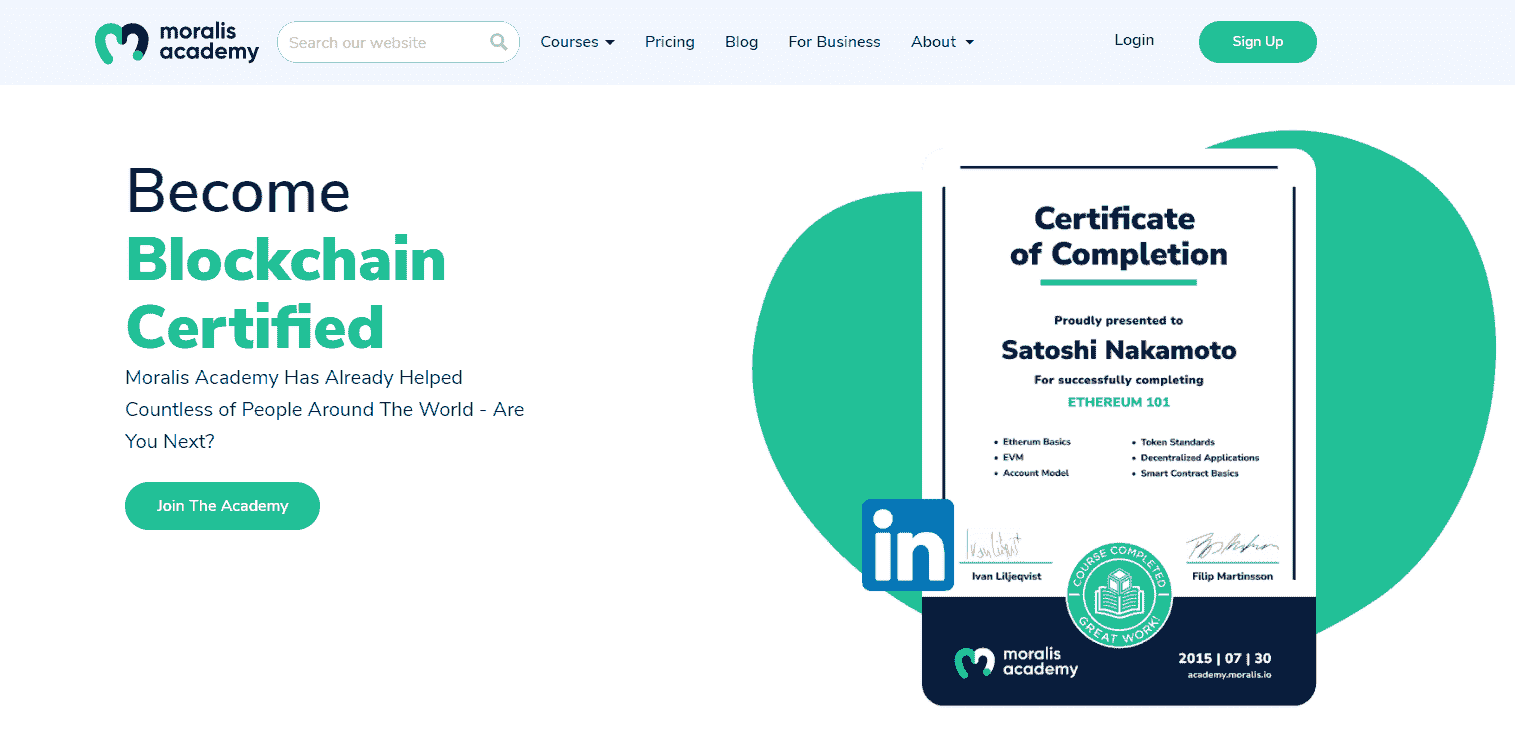 moralis
academy
Search our website
Courses
Pricing
Blog
For Business
About
Login
Sign Up
Become
Blockchain
Certified
Moralis Academy Has Already Helped
Countless of People Around The World - Are
You Next?
Join The Academy
Certificate
of Completion
Proudly presented to
Satoshi Nakamoto
For successfully completing
ETHEREUM 101
• Etherum Basics
• EVM
• Account Model
• Token Standards
• Decentralized Applications
• Smart Contract Basics
in
Ivan Liljeqvist
Filip Martinsson
COURSE COMPLETED
GREAT WORK!
moralis
academy
2015 | 07 | 30
academy.moralis.io